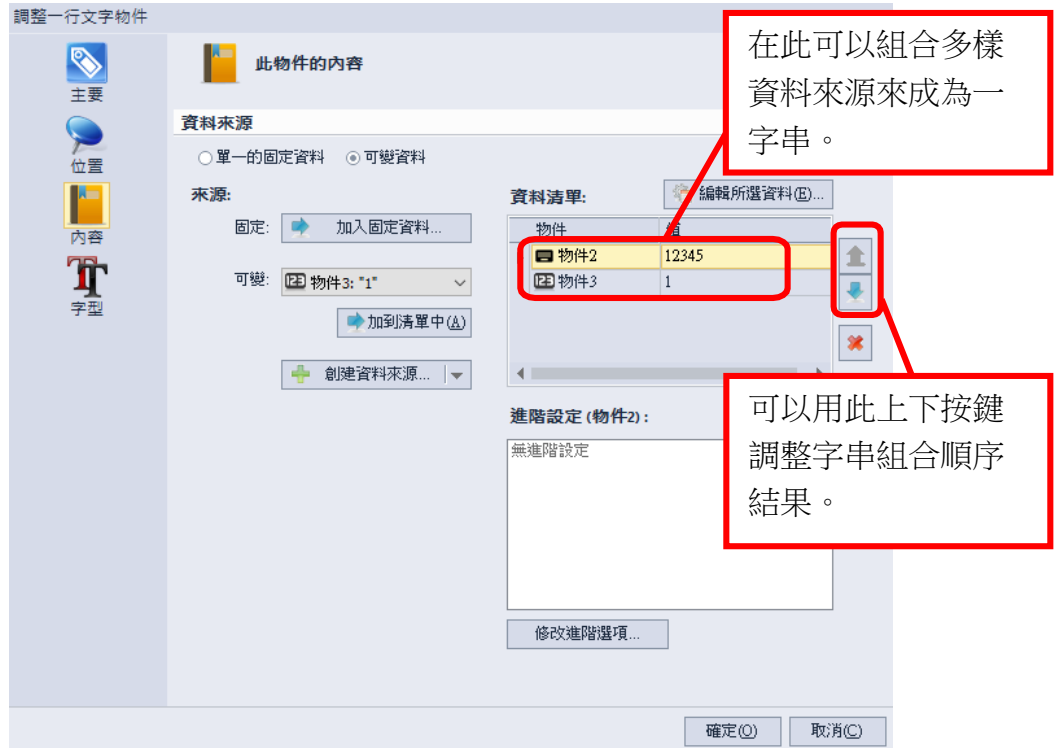 調整一行文字物件
主要
位置
內容
字型
此物件的內容
資料來源
單一的固定資料
可變資料
來源:
固定:
加入固定資料...
可變:
物件3: "1"
加到清單中(A)
創建資料來源...
資料清單:
編輯所選資料(E)...
物件 值
物件2 12345
物件3 1
進階設定 (物件2) :
無進階設定
修改進階選項...
確定(O)
取消(C)
在此可以組合多樣
資料來源來成為一
字串。
可以用此上下按鍵
調整字串組合順序
結果。